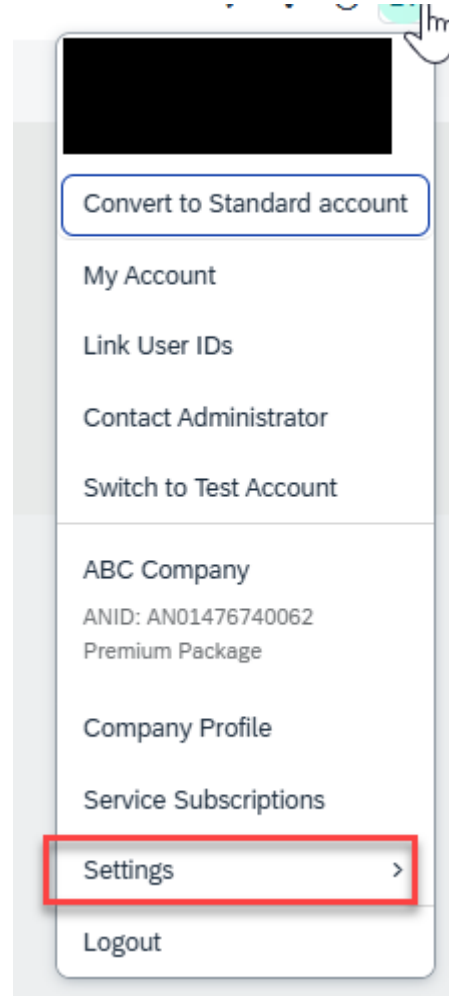 Convert to Standard account
My Account
Link User IDs
Contact Administrator
Switch to Test Account
ABC Company
ANID: AN01476740062
Premium Package
Company Profile
Service Subscriptions
Settings >
Logout